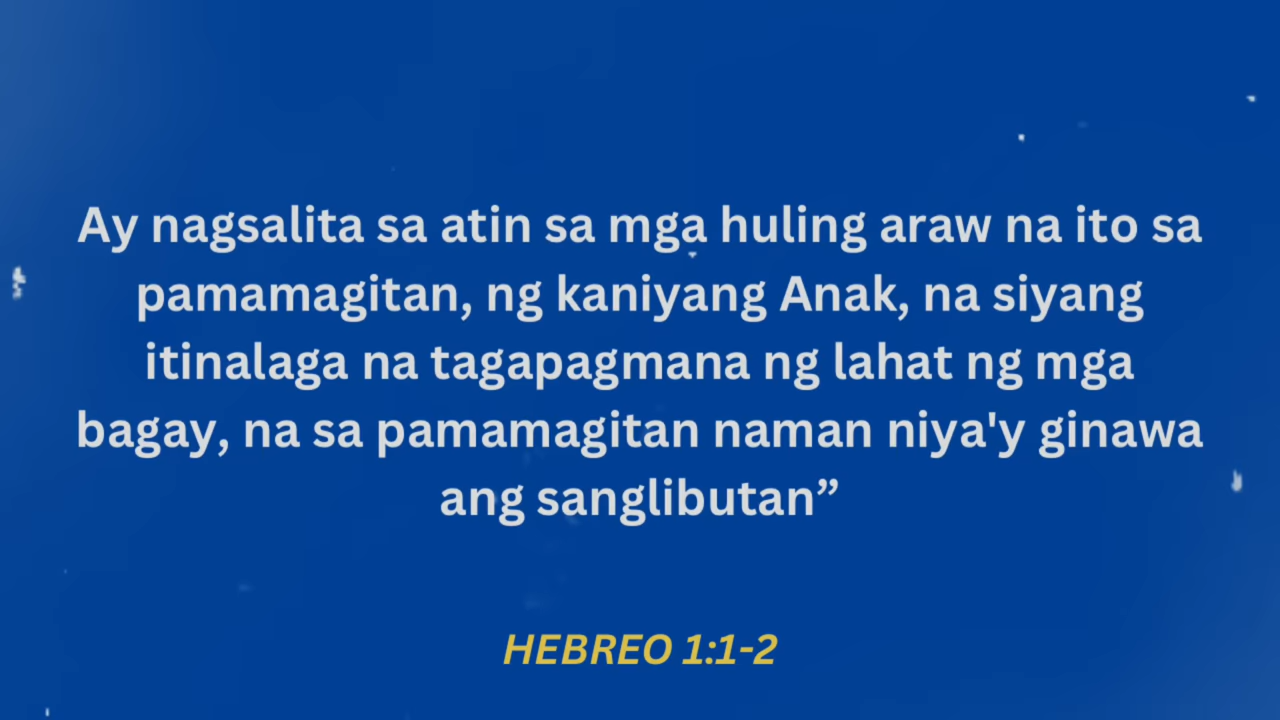 Ay nagsalita sa atin sa mga huling araw na ito sa
pamamagitan, ng kaniyang Anak, na siyang
itinalaga na tagapagmana ng lahat ng mga
bagay, na sa pamamagitan naman niya'y ginawa
ang sanglibutan”
HEBREO 1:1-2